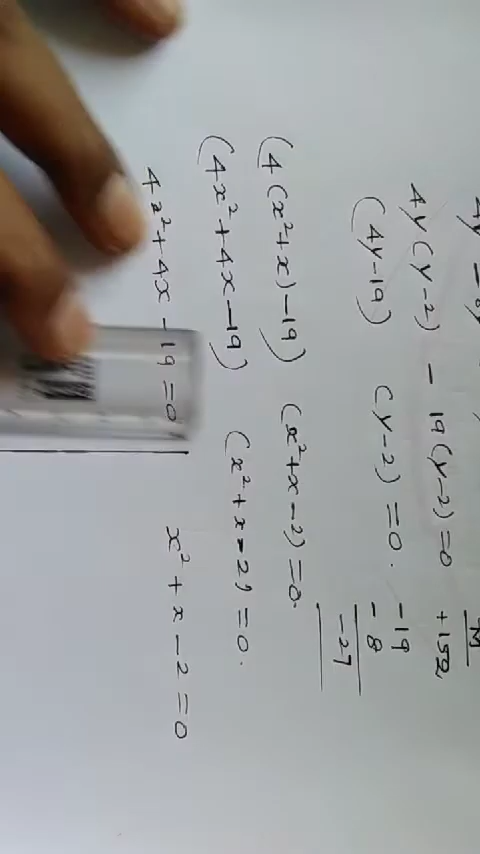 4y(y-2) - 19(y-2) = 0
(4y-19) (y-2) = 0.
(4(x²+x)-19) (x²+x-2) = 0.
(4x²+4x-19) (x²+x-2) = 0.
4x²+4x-19 = 0 x²+x-2 = 0
+152
-19
-8
-27